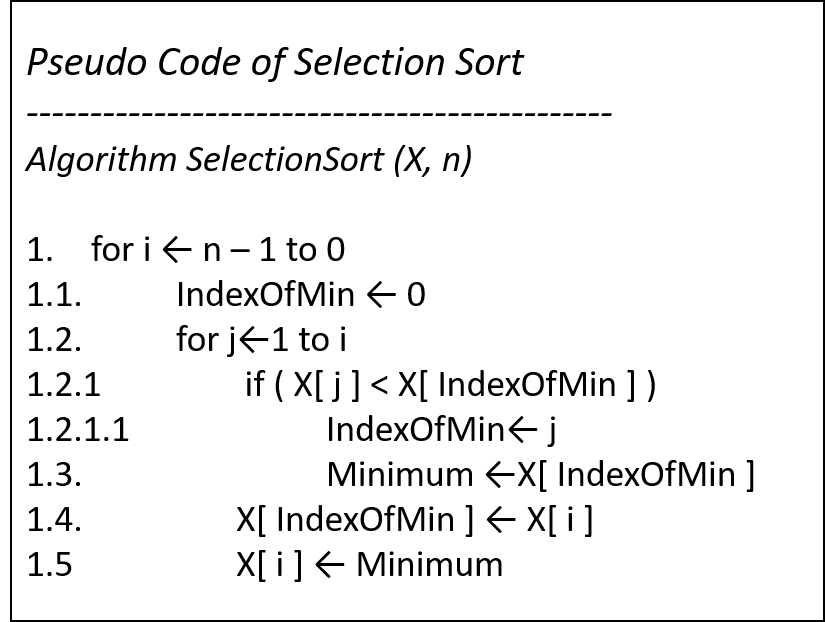 Pseudo Code of Selection Sort
----------------------------------------------
Algorithm SelectionSort (X, n)
1. for i ← n – 1 to 0
1.1. IndexOfMin ← 0
1.2. for j←1 to i
1.2.1 if ( X[ j ] < X[ IndexOfMin ] )
1.2.1.1 IndexOfMin← j
1.3. Minimum ←X[ IndexOfMin ]
1.4. X[ IndexOfMin ] ← X[ i ]
1.5 X[ i ] ← Minimum